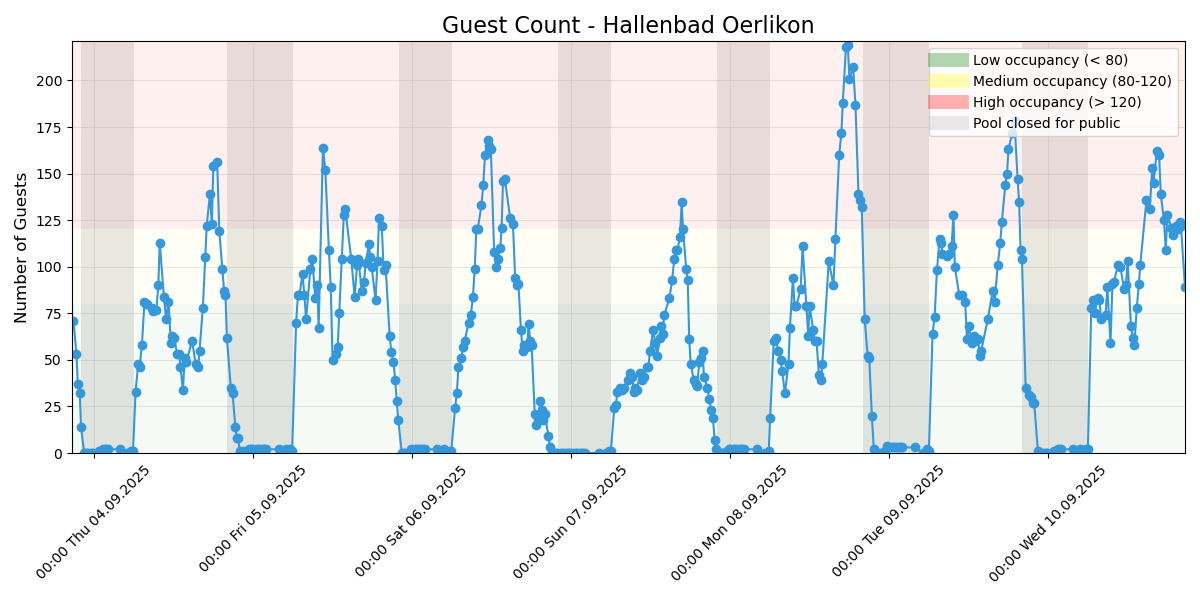 Guest Count - Hallenbad Oerlikon
Number of Guests
200
175
150
125
100
75
50
25
0
Low occupancy (< 80)
Medium occupancy (80-120)
High occupancy (> 120)
Pool closed for public
00:00 Thu 04.09.2025
00:00 Fri 05.09.2025
00:00 Sat 06.09.2025
00:00 Sun 07.09.2025
00:00 Mon 08.09.2025
00:00 Tue 09.09.2025
00:00 Wed 10.09.2025